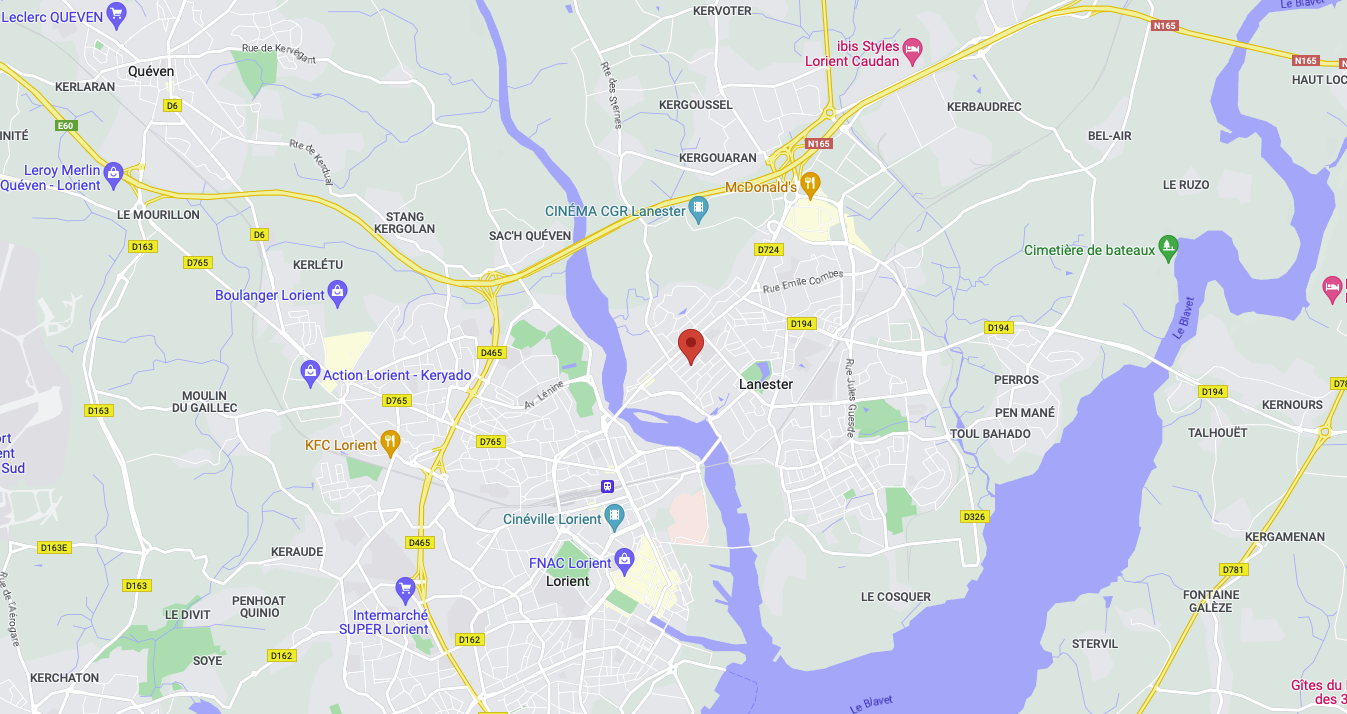 Leclerc QUEVEN
KERVOTER
Le Blavet
N165
ibis Styles
Lorient Caudan
Rue de Kervégant
N165
Quéven
KERLARAN
Rte des Sternes
HAUT LOC
D6
KERGOUSSEL
KERBAUDREC
E60
INITÉ
BEL-AIR
N165
Rte de Kerdual
KERGOUARAN
Leroy Merlin
Quéven - Lorient
McDonald's
LE RUZO
LE MOURILLON
STANG
KERGOLAN
CINÉMA CGR Lanester
D6
SAC'H QUÉVEN
D163
D724
Cimetière de bateaux
D765
KERLÉTU
Rue Emile Combes
Boulanger Lorient
Le Blavet
D194
D194
D465
Action Lorient - Keryado
Lanester
PERROS
D194
D78
MOULIN
DU GAILLEC
D765
Av. Lénine
Rue Jules Guesde
KERNOURS
D163
PEN MANÉ
TOUL BAHADO
TALHOUËT
ort
ent
Sud
KFC Lorient
D765
Cinéville Lorient
D326
KERGAMENAN
D163E
KERAUDE
D465
FNAC Lorient
Lorient
D781
D163
Rue de l'Aérogare
LE DIVIT
PENHOAT
QUINIO
Intermarché
SUPER Lorient
LE COSQUER
FONTAINE
GALÈZE
D162
STERVIL
SOYE
D162
KERCHATON
Gîtes du
des 3
Le Blavet